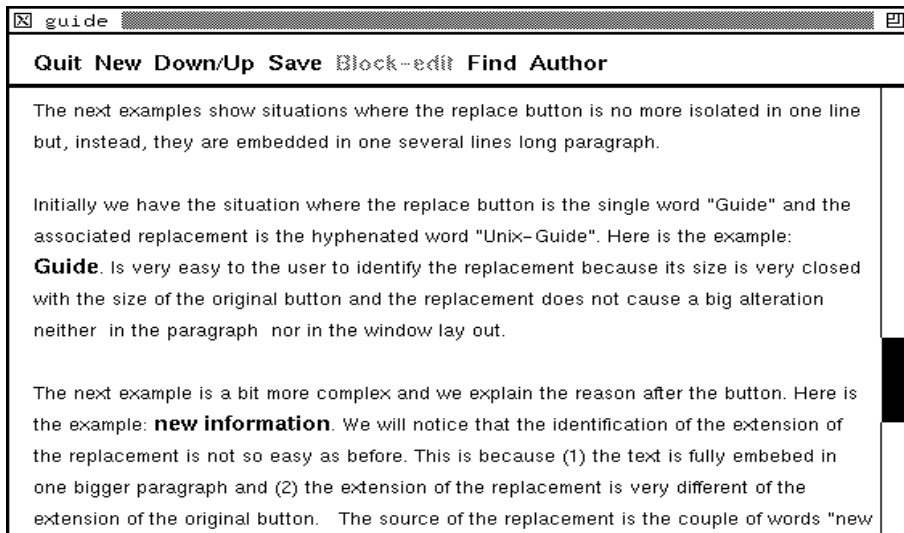 guide
Quit New Down/Up Save Block-edit Find Author
The next examples show situations where the replace button is no more isolated in one line
but, instead, they are embedded in one several lines long paragraph.
Initially we have the situation where the replace button is the single word "Guide" and the
associated replacement is the hyphenated word "Unix-Guide". Here is the example:
Guide. Is very easy to the user to identify the replacement because its size is very closed
with the size of the original button and the replacement does not cause a big alteration
neither in the paragraph nor in the window lay out.
The next example is a bit more complex and we explain the reason after the button. Here is
the example: new information. We will notice that the identification of the extension of
the replacement is not so easy as before. This is because (1) the text is fully embebed in
one bigger paragraph and (2) the extension of the replacement is very different of the
extension of the original button. The source of the replacement is the couple of words "new